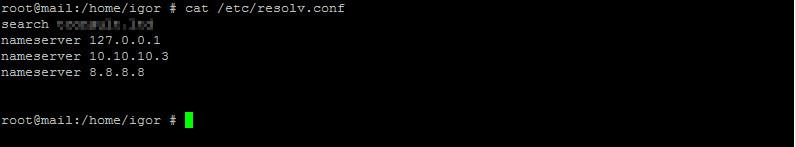 root@mail:/home/igor # cat /etc/resolv.conf
search
nameserver 127.0.0.1
nameserver 10.10.10.3
nameserver 8.8.8.8
root@mail:/home/igor #